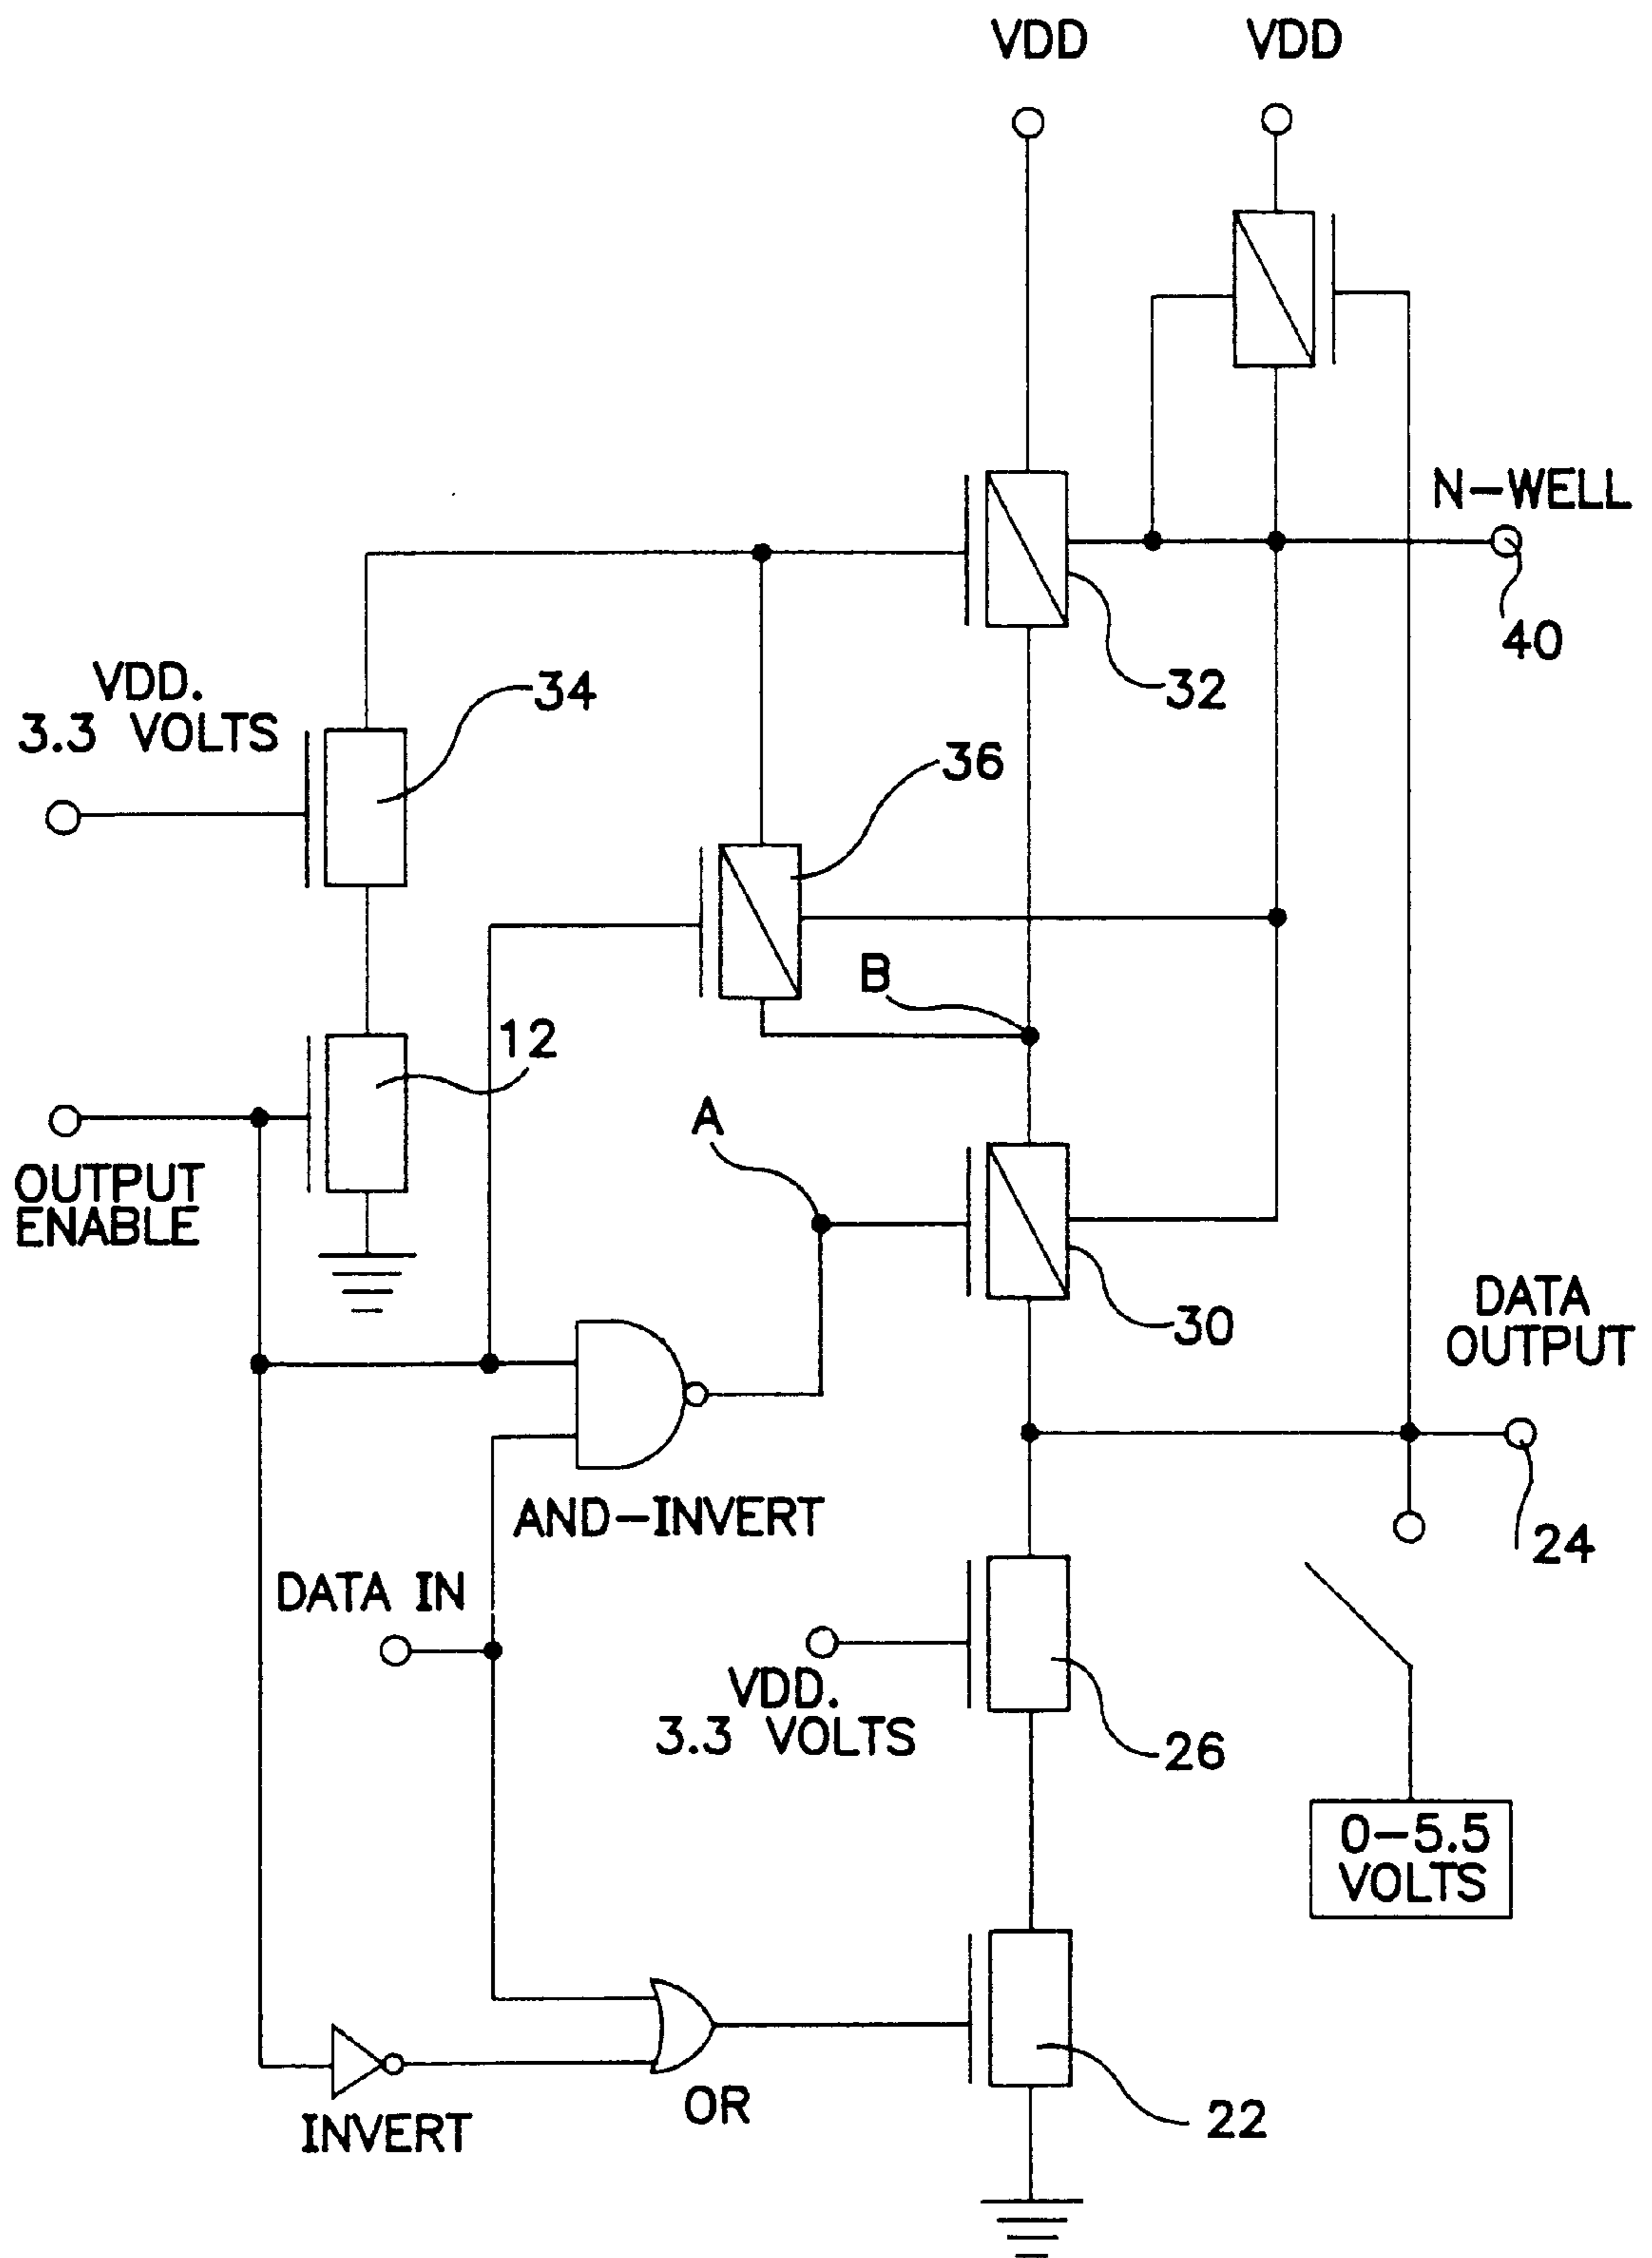 VDD
VDD
N-WELL
40
32
VDD.
3.3 VOLTS
34
36
B
12
A
OUTPUT
ENABLE
30
DATA
OUTPUT
AND-INVERT
24
DATA IN
VDD.
3.3 VOLTS
26
0-5.5
VOLTS
OR
INVERT
22